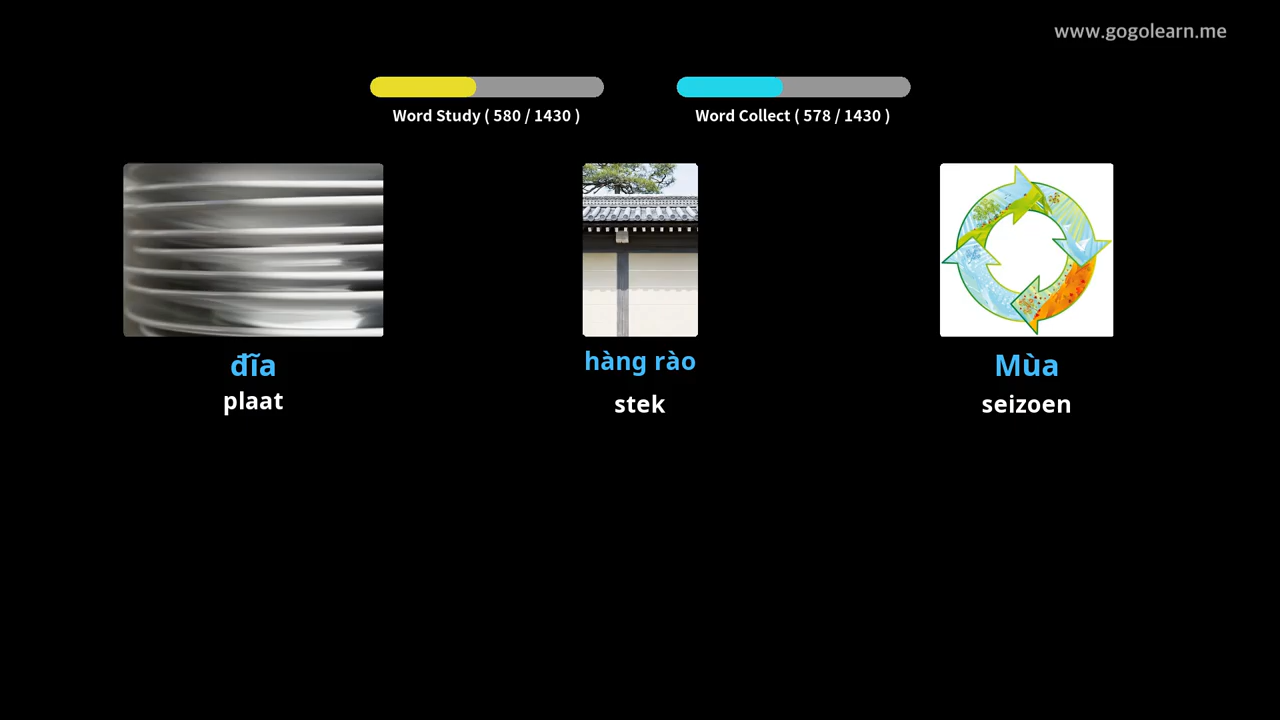 www.gogolearn.me
Word Study ( 580 / 1430 )
Word Collect ( 578 / 1430 )
đĩa
plaat
hàng rào
stek
Mùa
seizoen